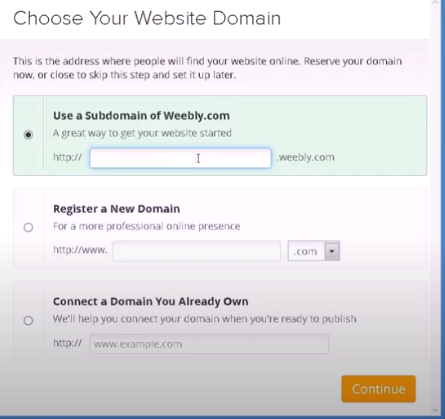 Choose Your Website Domain
This is the address where people will find your website online. Reserve your domain
now, or close to skip this step and set it up later.
Use a Subdomain of Weebly.com
A great way to get your website started
http:// .weebly.com
Register a New Domain
For a more professional online presence
http://www. .com
Connect a Domain You Already Own
We'll help you connect your domain when you're ready to publish
http:// www.example.com
Continue